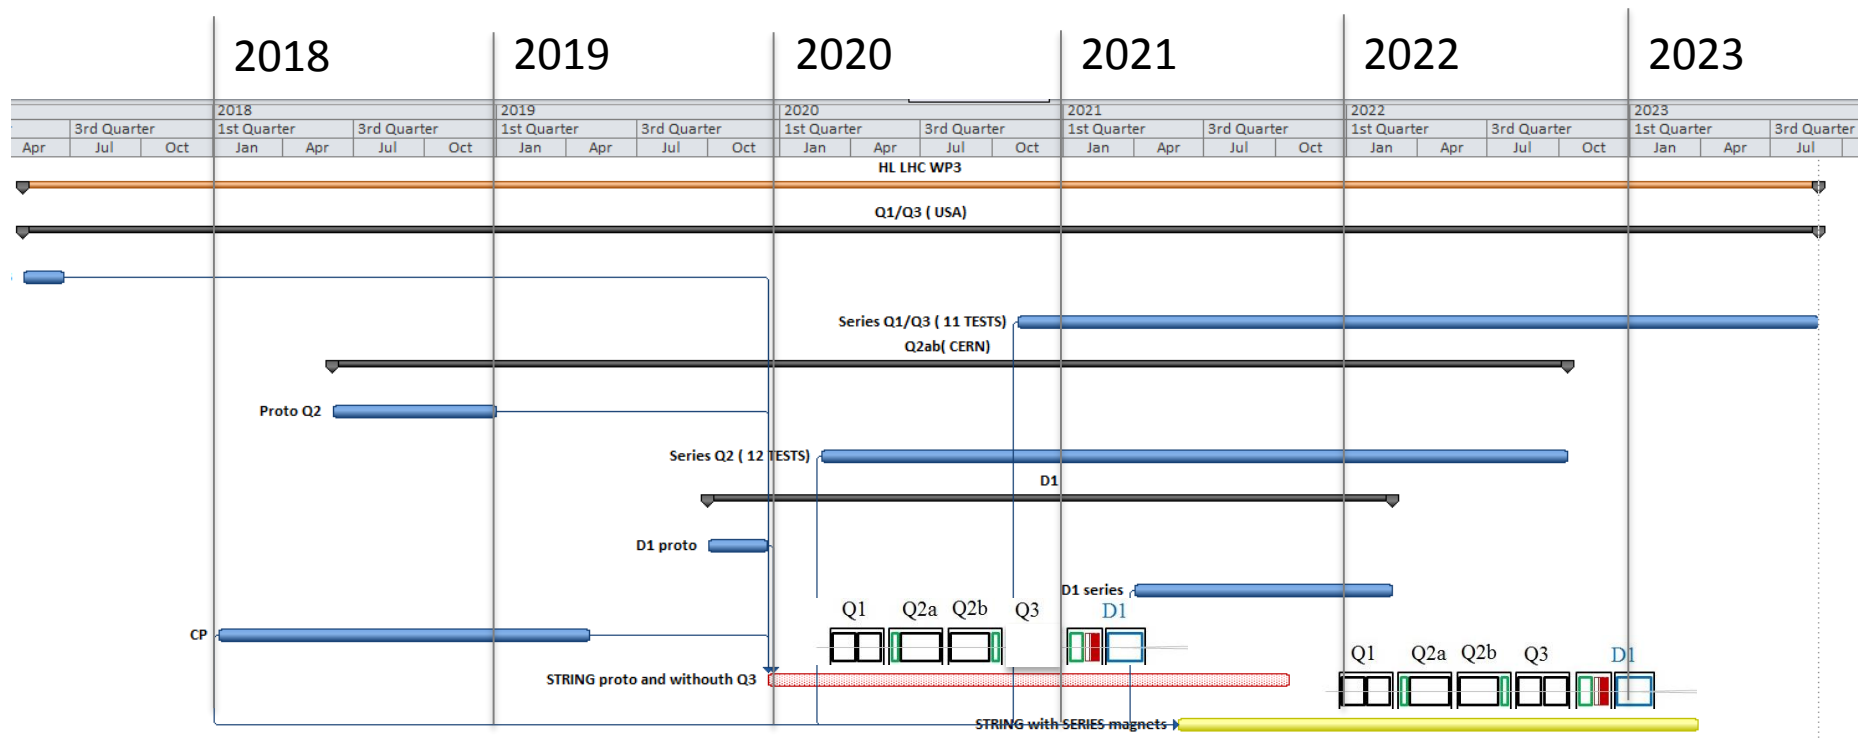 2018 2019 2020 2021 2022 2023
2018 2019 2020 2021 2022 2023
3rd Quarter 1st Quarter 3rd Quarter 1st Quarter 3rd Quarter 1st Quarter 3rd Quarter 1st Quarter 3rd Quarter 1st Quarter 3rd Quarter 1st Quarter 3rd Quarter
Apr Jul Oct Jan Apr Jul Oct Jan Apr Jul Oct Jan Apr Jul Oct Jan Apr Jul Oct Jan Apr Jul Oct Jan Apr Jul
HL LHC WP3
Q1/Q3 ( USA)
Series Q1/Q3 ( 11 TESTS)
Q2ab( CERN)
Proto Q2
Series Q2 ( 12 TESTS)
D1
D1 proto
D1 series
Q1 Q2a Q2b Q3 D1
CP
Q1 Q2a Q2b Q3 D1
STRING proto and withouth Q3
STRING with SERIES magnets